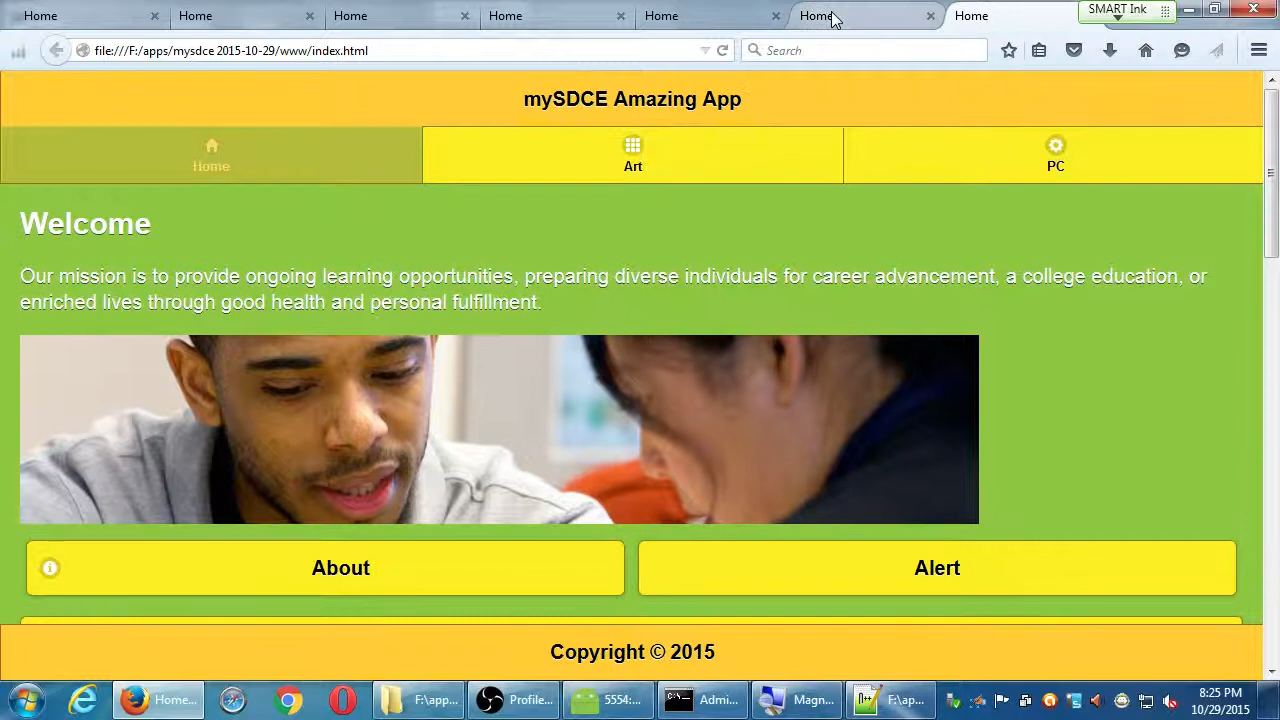 Home
Home
Home
Home
Home
Home
Home
SMART Ink
file:///F:/apps/mysdce 2015-10-29/www/index.html
Search
mySDCE Amazing App
Home
Art
PC
Welcome
Our mission is to provide ongoing learning opportunities, preparing diverse individuals for career advancement, a college education, or
enriched lives through good health and personal fulfillment.
About
Alert
Copyright © 2015
Home...
F:\app...
Profile...
5554:...
Admi...
Magn...
F:\ap...
8:25 PM
10/29/2015